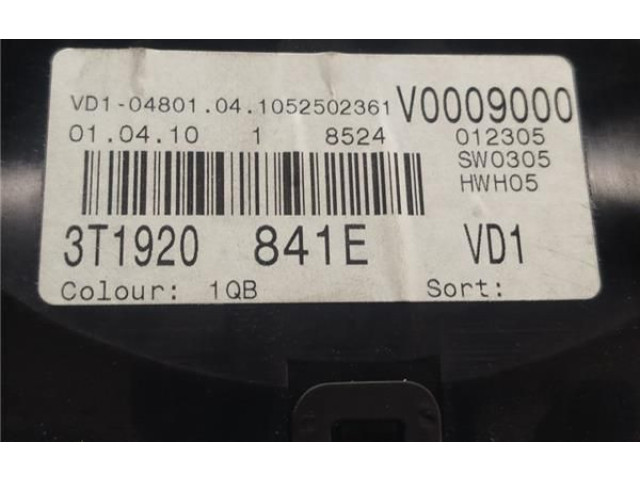 VD1-04801.04.1052502361 V0009000
01.04.10 1 8524 012305
SW0305
HWH05
3T1920 841E VD1
Colour: 1QB Sort: